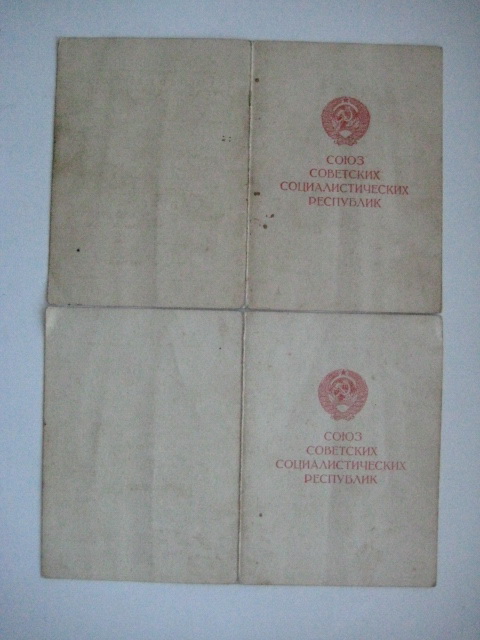 СОЮЗ
СОВЕТСКИХ
СОЦИАЛИСТИЧЕСКИХ
РЕСПУБЛИК
СОЮЗ
СОВЕТСКИХ
СОЦИАЛИСТИЧЕСКИХ
РЕСПУБЛИК